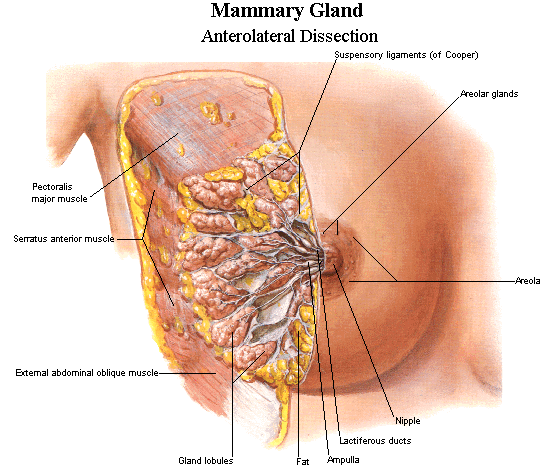 Mammary Gland
Anterolateral Dissection
Suspensory ligaments (of Cooper)
Areolar glands
Pectoralis
major muscle
Serratus anterior muscle
Areola
External abdominal oblique muscle
Nipple
Lactiferous ducts
Gland lobules
Fat
Ampulla